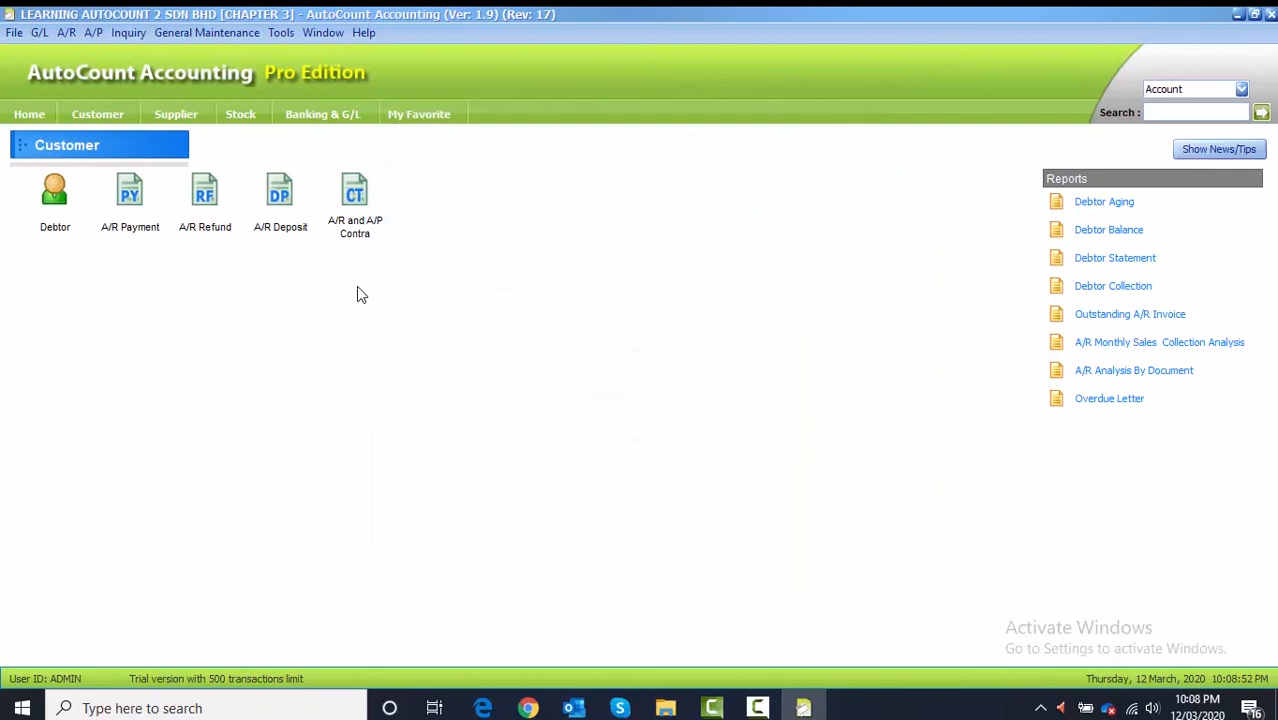 LEARNING AUTOCOUNT 2 SDN BHD [CHAPTER 3] - AutoCount Accounting (Ver: 1.9) (Rev: 17)
File G/L A/R A/P Inquiry General Maintenance Tools Window Help
AutoCount Accounting Pro Edition
Account
Search :
Home Customer Supplier Stock Banking & G/L My Favorite
Customer
Show News/Tips
Reports
PY RF DP CT
Debtor A/R Payment A/R Refund A/R Deposit A/R and A/P Contra
Debtor Aging
Debtor Balance
Debtor Statement
Debtor Collection
Outstanding A/R Invoice
A/R Monthly Sales Collection Analysis
A/R Analysis By Document
Overdue Letter
Activate Windows
Go to Settings to activate Windows.
User ID: ADMIN Trial version with 500 transactions limit Thursday, 12 March, 2020 10:08:52 PM
Type here to search
10:08 PM
12/03/2020
16